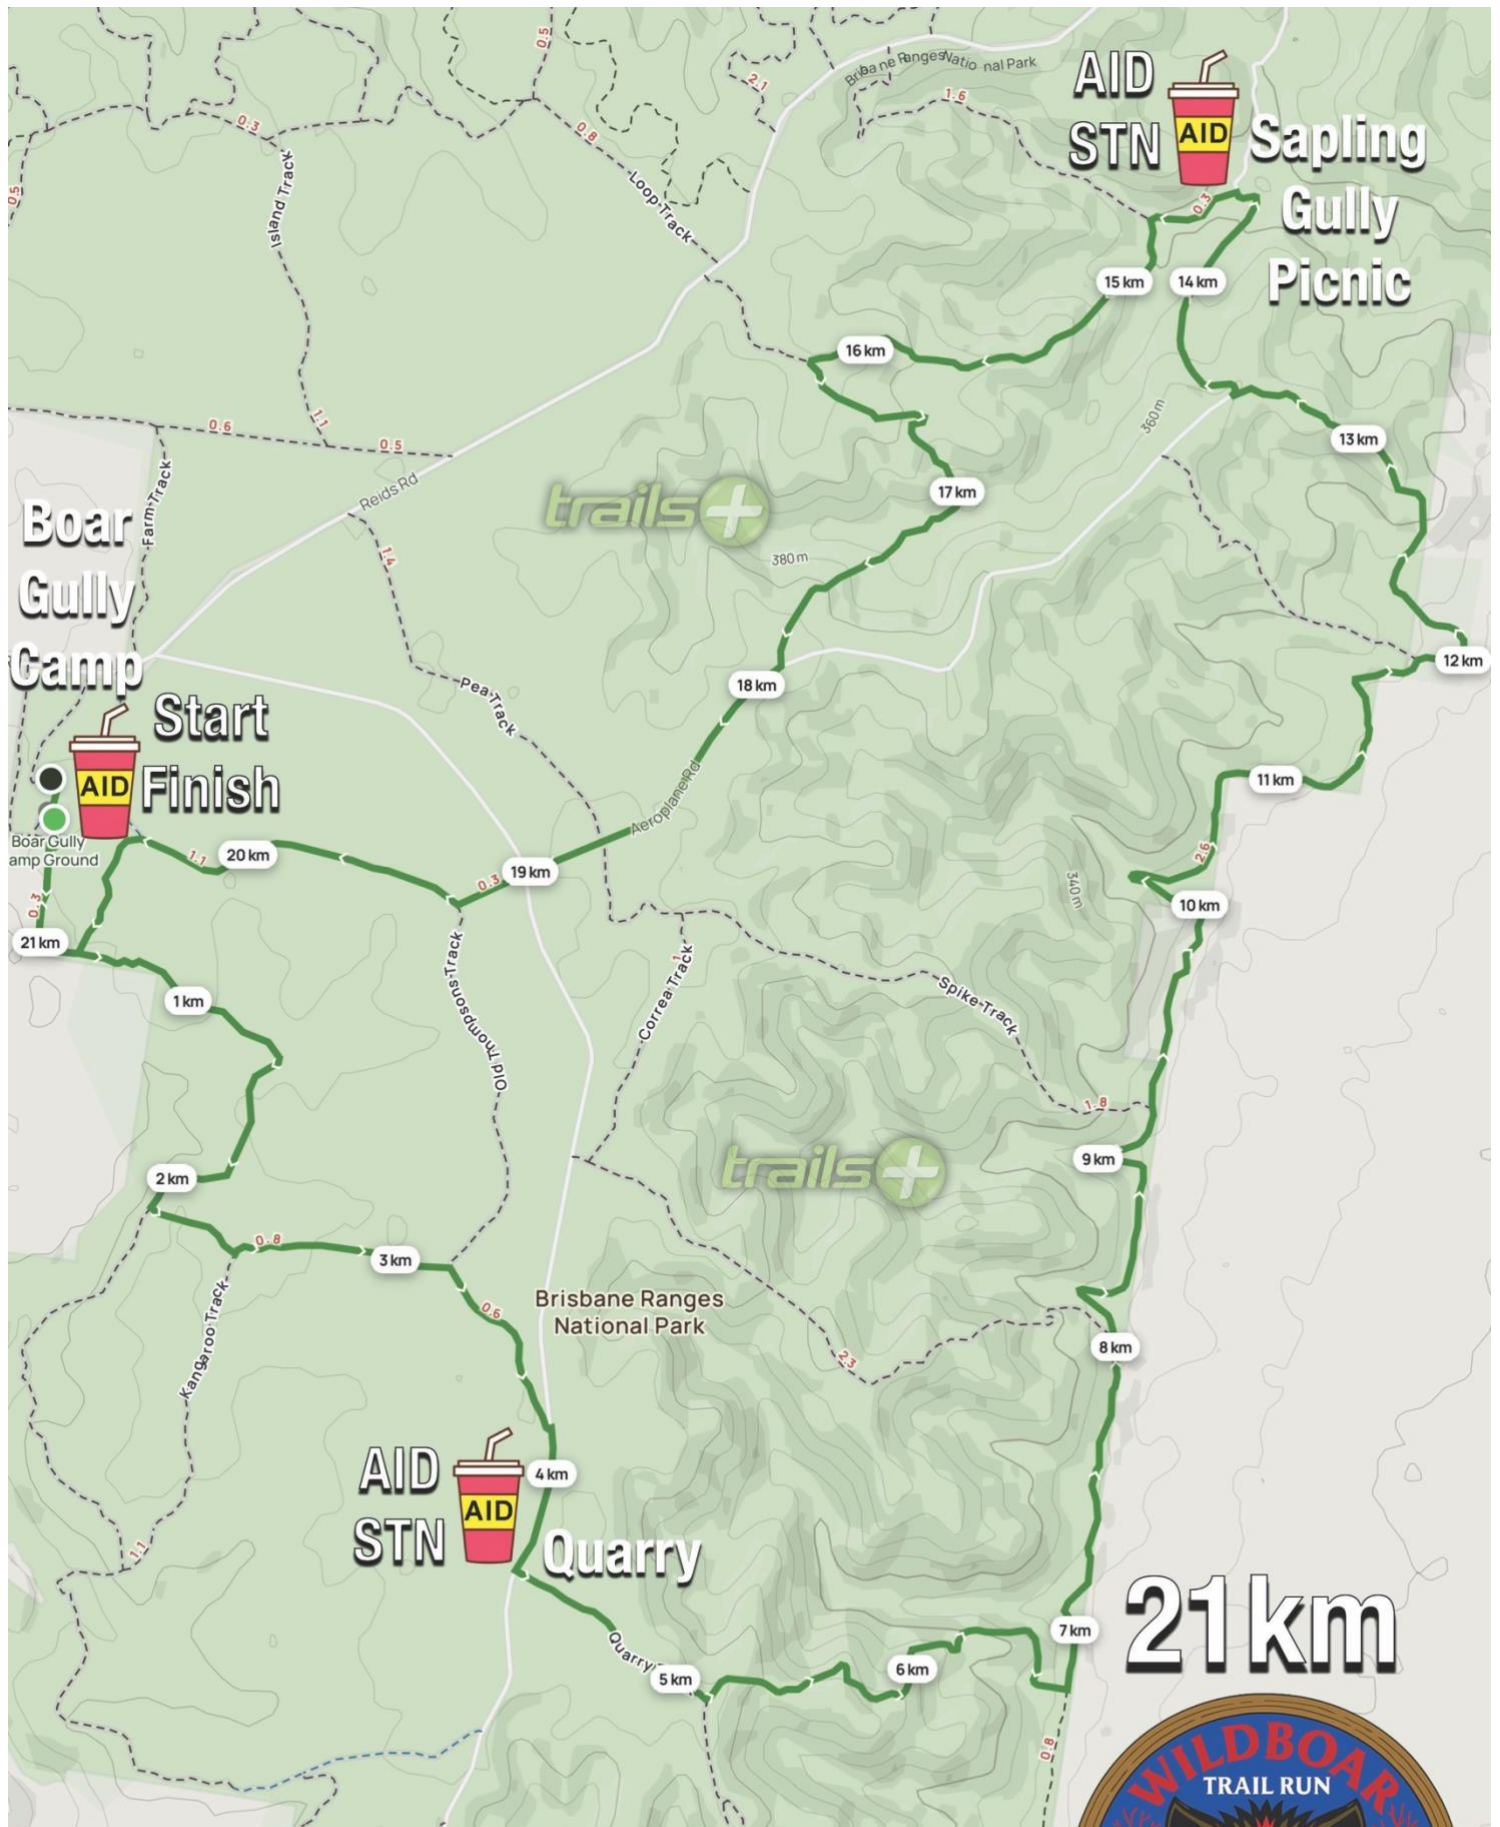 0.5
Brisbane Ranges National Park
2.1
1.6
AID
STN
AID
Sapling
Gully
Picnic
0.3
0.8
0.5
Island Track
Loop Track
0.3
15 km
14 km
16 km
360 m
1.1
0.6
0.5
13 km
Reids Rd
Farm Track
trails+
17 km
Boar
Gully
Camp
1.4
380 m
12 km
Pea Track
18 km
Start
Finish
AID
Aeroplane Rd
11 km
Boar Gully
amp Ground
1.1
20 km
0.3
19 km
2.6
340 m
10 km
0.3
21 km
Old Thompsons Track
Correa Track
1
Spike Track
1 km
1.8
9 km
trails+
2 km
0.8
3 km
Kangaroo Track
0.6
Brisbane Ranges
National Park
8 km
2.3
AID
STN
AID
4 km
Quarry
1.1
21km
7 km
Quarry
5 km
6 km
0.8
WILDBOAR
TRAIL RUN